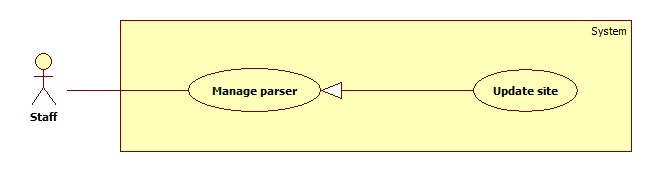 System
Manage parser
Update site
Staff